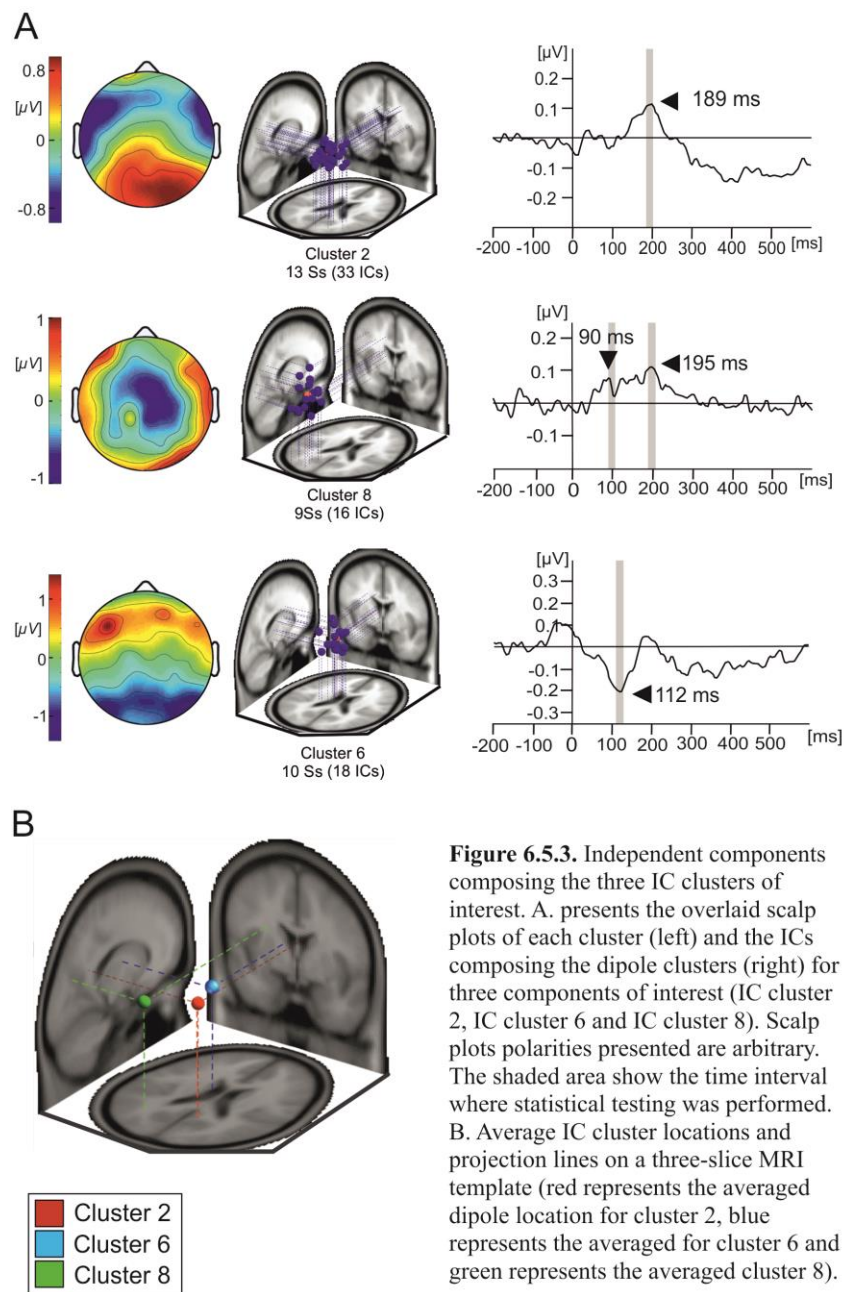 A
0.8
[µV]
0
-0.8
Cluster 2
13 Ss (33 ICs)
[µV]
0.2
0.1
-0.1
-0.2
189 ms
-200 -100 0 100 200 300 400 500 [ms]
1
[µV]
0
-1
Cluster 8
9Ss (16 ICs)
[µV]
0.2
0.1
-0.1
90 ms
195 ms
-200 -100 0 100 200 300 400 500
[ms]
1
[µV]
0
-1
Cluster 6
10 Ss (18 ICs)
[µV]
0.3
0.2
0.1
-0.1
-0.2
-0.3
112 ms
-200 -100 0 100 200 300 400 500 [ms]
B
Cluster 2
Cluster 6
Cluster 8
Figure 6.5.3. Independent components
composing the three IC clusters of
interest. A. presents the overlaid scalp
plots of each cluster (left) and the ICs
composing the dipole clusters (right) for
three components of interest (IC cluster
2, IC cluster 6 and IC cluster 8). Scalp
plots polarities presented are arbitrary.
The shaded area show the time interval
where statistical testing was performed.
B. Average IC cluster locations and
projection lines on a three-slice MRI
template (red represents the averaged
dipole location for cluster 2, blue
represents the averaged for cluster 6 and
green represents the averaged cluster 8).